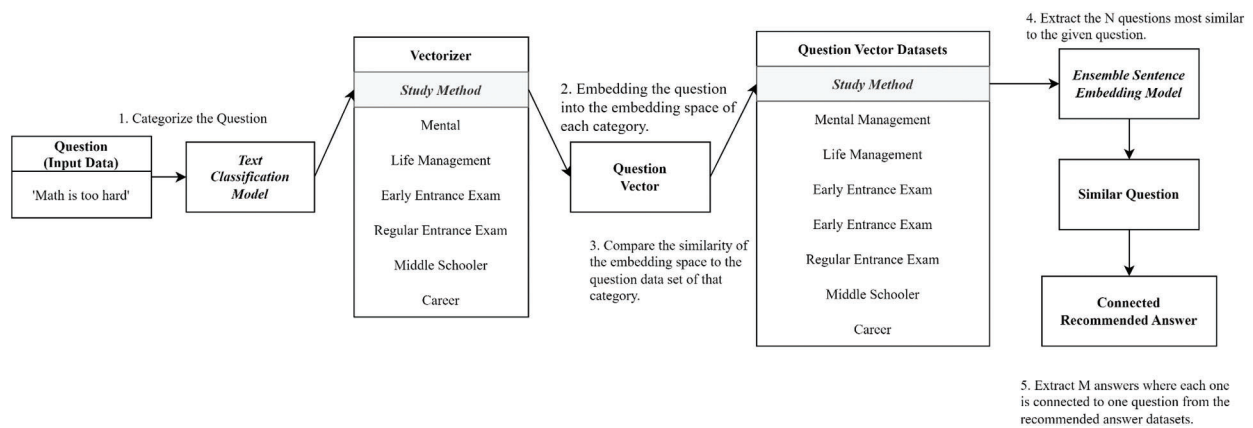 1. Categorize the Question
Question
(Input Data)
'Math is too hard'
Text
Classification
Model
Vectorizer
Study Method
Mental
Life Management
Early Entrance Exam
Regular Entrance Exam
Middle Schooler
Career
2. Embedding the question
into the embedding space of
each category.
Question
Vector
3. Compare the similarity of
the embedding space to the
question data set of that
category.
Question Vector Datasets
Study Method
Mental Management
Life Management
Early Entrance Exam
Early Entrance Exam
Regular Entrance Exam
Middle Schooler
Career
4. Extract the N questions most similar
to the given question.
Ensemble Sentence
Embedding Model
Similar Question
Connected
Recommended Answer
5. Extract M answers where each one
is connected to one question from the
recommended answer datasets.